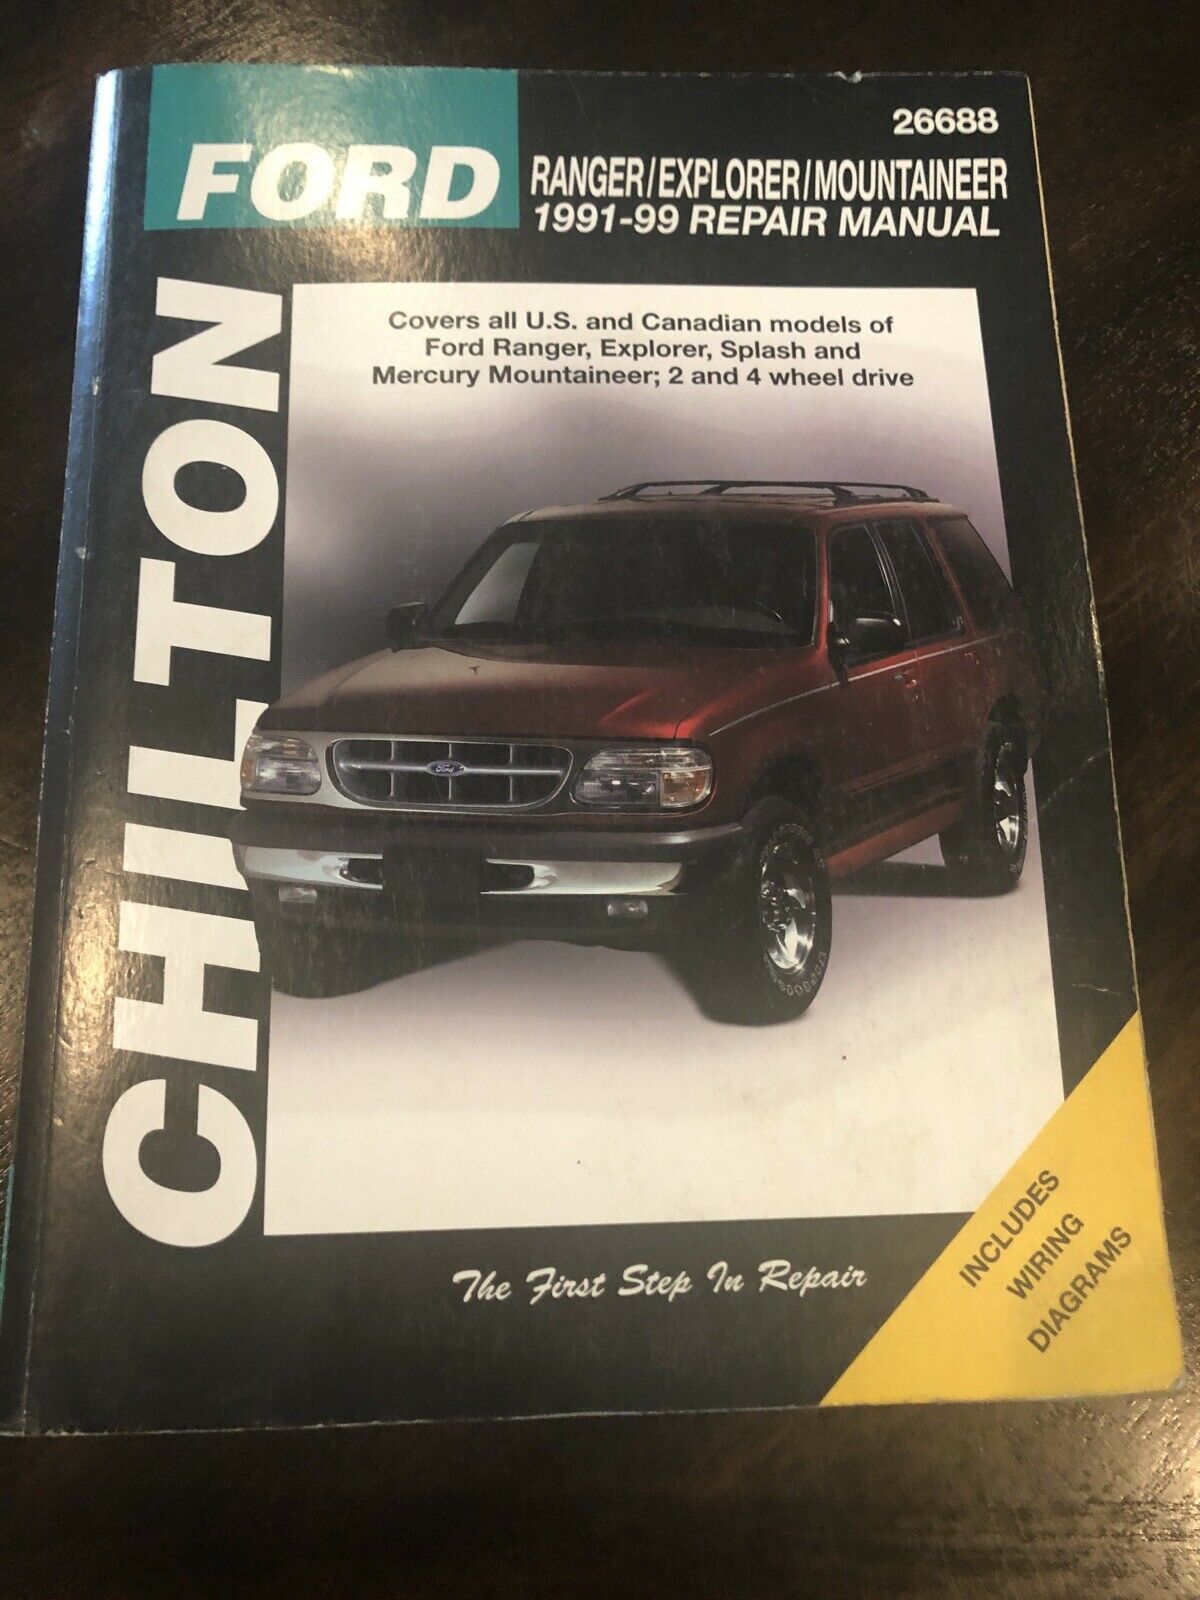 26688
FORD
RANGER/EXPLORER/MOUNTAINEER
1991-99 REPAIR MANUAL
CHILTON
Covers all U.S. and Canadian models of
Ford Ranger, Explorer, Splash and
Mercury Mountaineer; 2 and 4 wheel drive
Ford
INCLUDES
WIRING
DIAGRAMS
The First Step In Repair